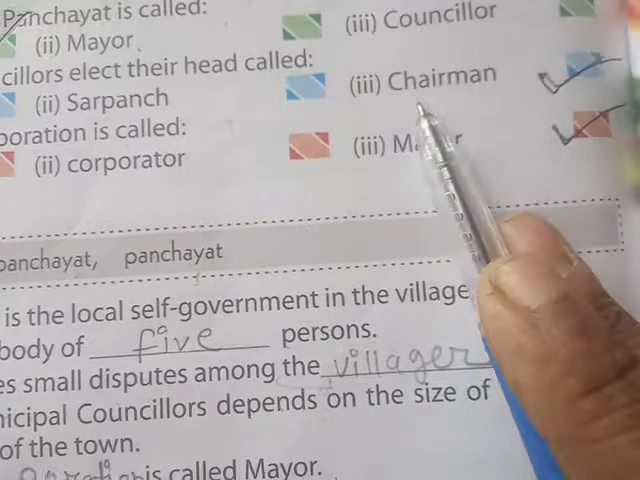 Panchayat is called:
(ii) Mayor (iii) Councillor
cillors elect their head called:
(ii) Sarpanch (iii) Chairman
poration is called:
(ii) corporator (iii)
panchayat, panchayat
is the local self-government in the village
body of five persons.
es small disputes among the villager
nicipal Councillors depends on the size of
of the town.
is called Mayor.